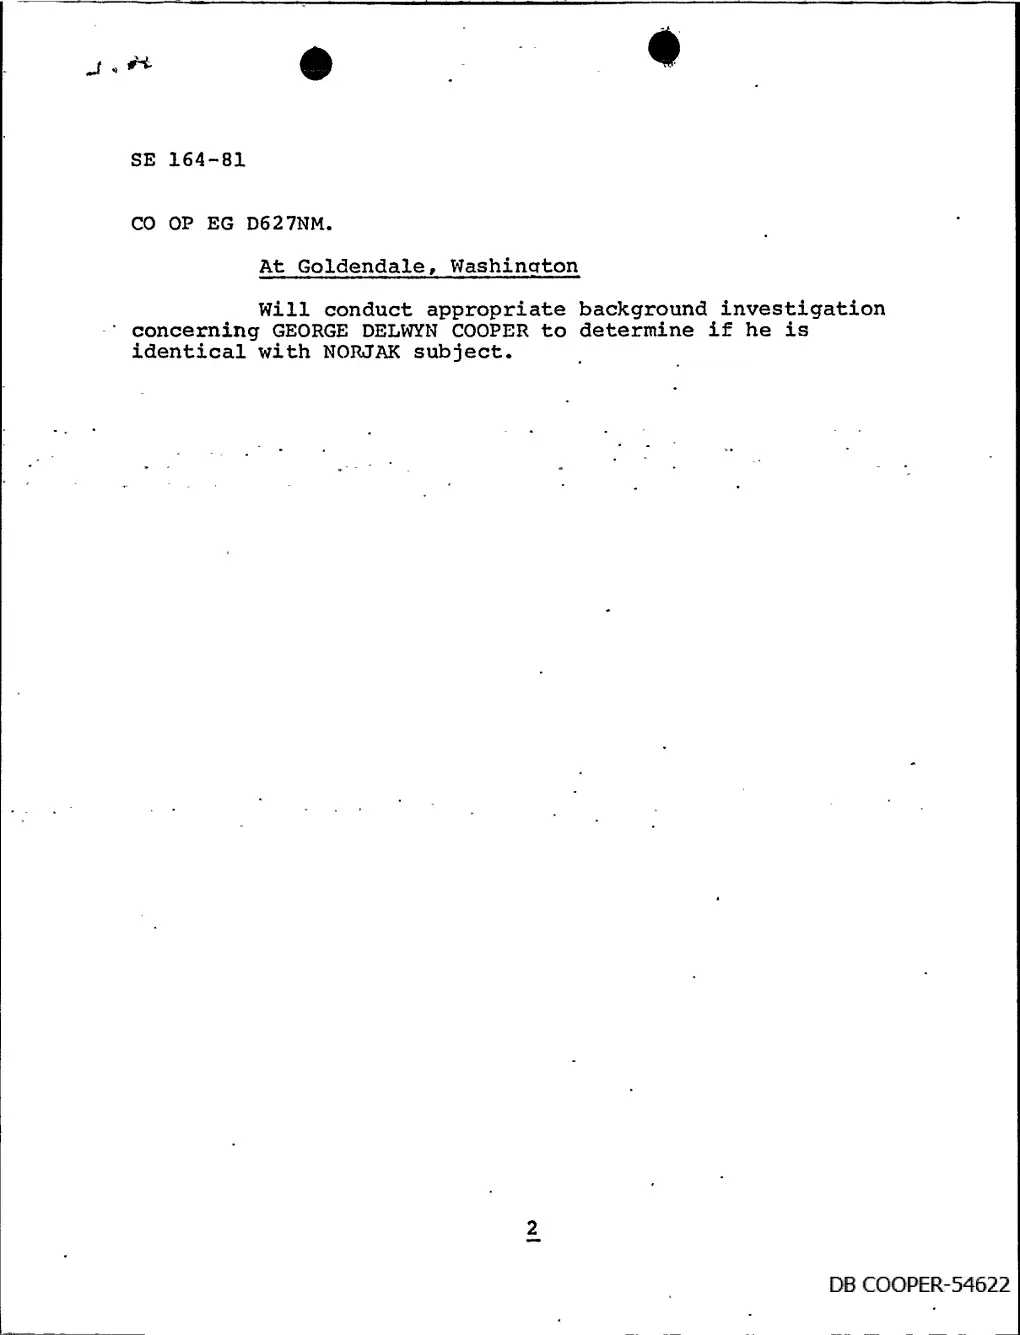 SE 164-81
CO OP EG D627NM.
At Goldendale, Washington
Will conduct appropriate background investigation
concerning GEORGE DELWYN COOPER to determine if he is
identical with NORJAK subject.
2
DB COOPER-54622